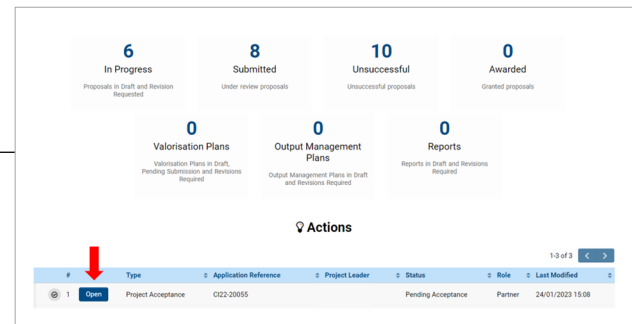 6 8 10 0
In Progress Submitted Unsuccessful Awarded
Proposals in Draft and Revision Under review proposals Unsuccessful proposals Granted proposals
Requested
0 0 0
Valorisation Plans Output Management Reports
Plans
Valorisation Plans in Draft, Reports in Draft and Revisions
Pending Submission and Revisions Output Management Plans in Draft Required
Required and Revisions Required
Actions
1-3 of 3 < >
# Type Application Reference Project Leader Status Role Last Modified
1 Open Project Acceptance CI22-20055 Pending Acceptance Partner 24/01/2023 15:08